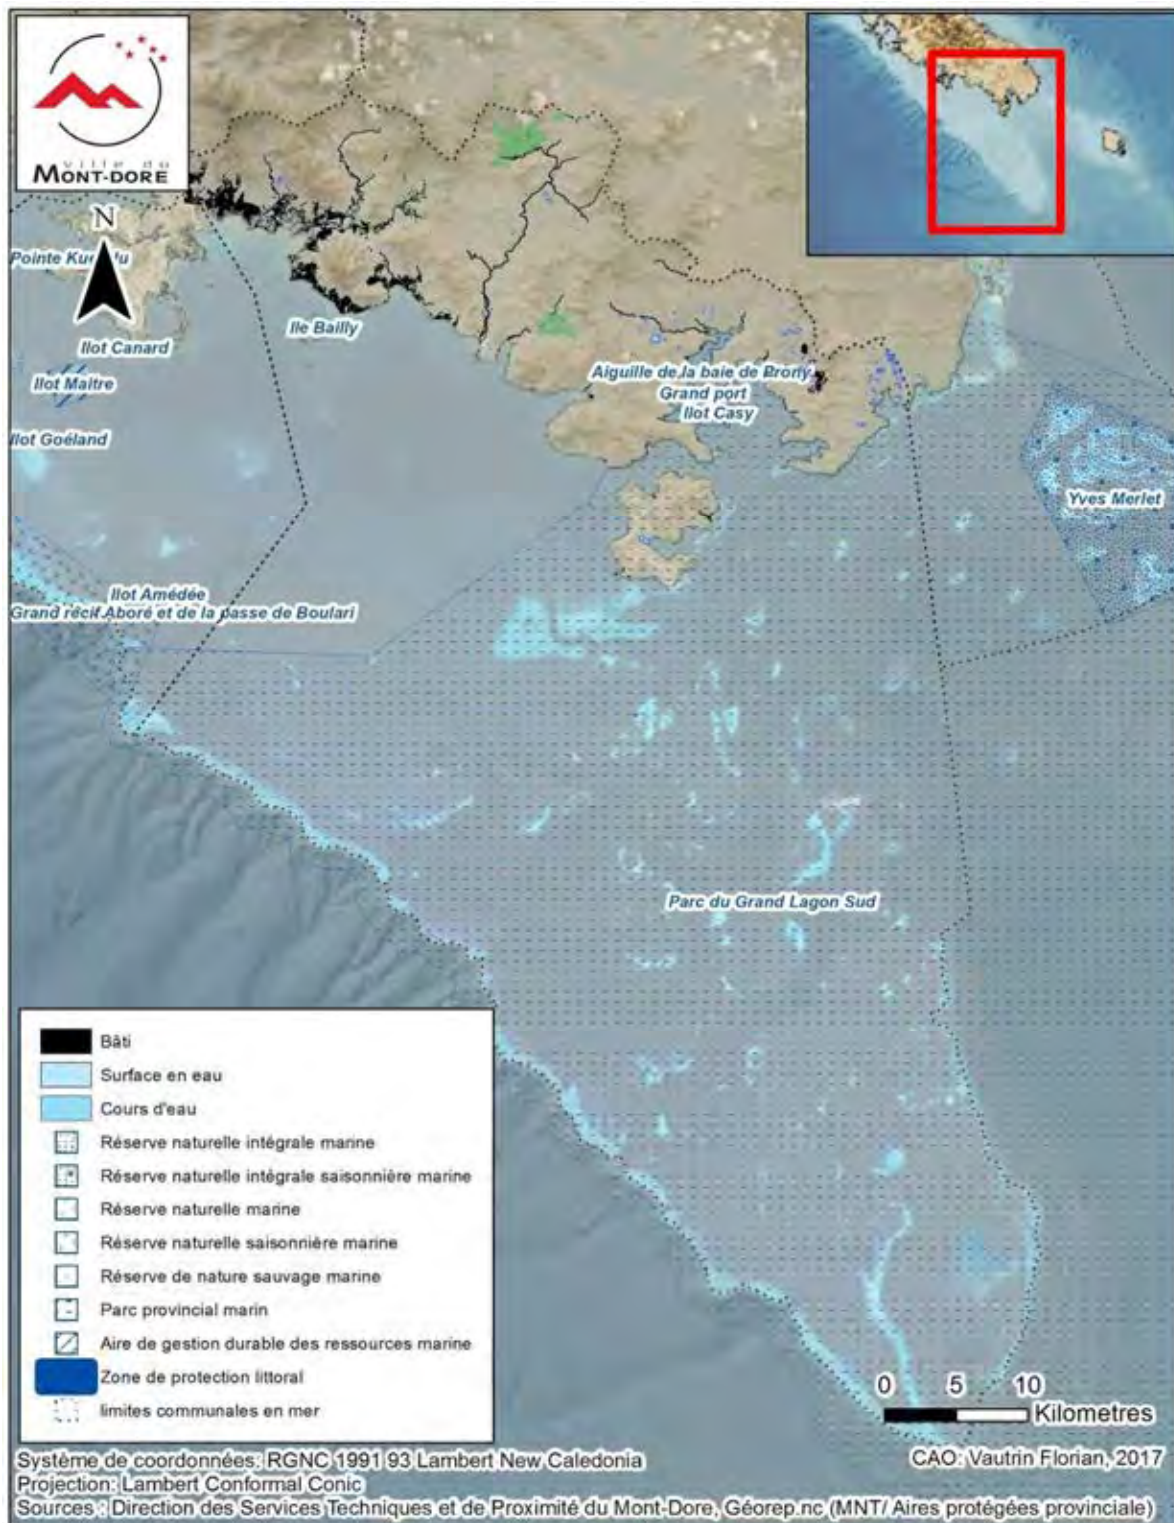 ville du
MONT-DORE
N
Pointe Kuendu
Ilot Canard
Ile Bailly
Ilot Maitre
Ilot Goéland
Aiguille de la baie de Prony
Grand port
Ilot Casy
Yves Merlet
Ilot Amédée
Grand récif Aboré et de la passe de Boulari
Parc du Grand Lagon Sud
Bâti
Surface en eau
Cours d'eau
Réserve naturelle intégrale marine
Réserve naturelle intégrale saisonnière marine
Réserve naturelle marine
Réserve naturelle saisonnière marine
Réserve de nature sauvage marine
Parc provincial marin
Aire de gestion durable des ressources marine
Zone de protection littoral
limites communales en mer
0 5 10
Kilometres
Système de coordonnées: RGNC 1991 93 Lambert New Caledonia
CAO: Vautrin Florian, 2017
Projection: Lambert Conformal Conic
Sources : Direction des Services Techniques et de Proximité du Mont-Dore, Géorep.nc (MNT/ Aires protégées provinciale)